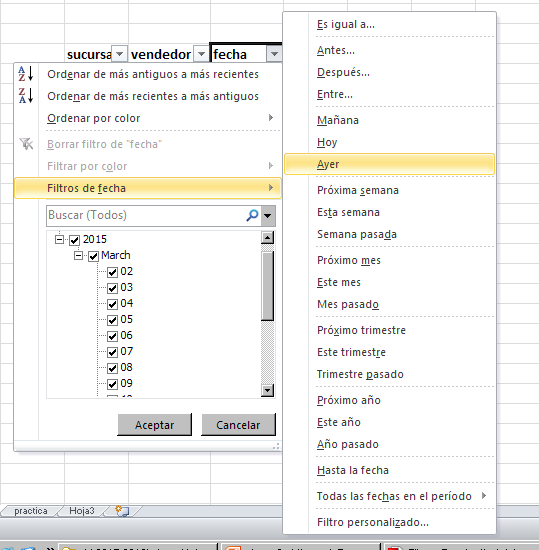 sucursa vendedor fecha
Ordenar de más antiguos a más recientes
Ordenar de más recientes a más antiguos
Ordenar por color
Borrar filtro de "fecha"
Filtrar por color
Filtros de fecha
Buscar (Todos)
2015
March
02
03
04
05
06
07
08
09
Aceptar Cancelar
Es igual a...
Antes...
Después...
Entre...
Mañana
Hoy
Ayer
Próxima semana
Esta semana
Semana pasada
Próximo mes
Este mes
Mes pasado
Próximo trimestre
Este trimestre
Trimestre pasado
Próximo año
Este año
Año pasado
Hasta la fecha
Todas las fechas en el período
Filtro personalizado...
practica Hoja3